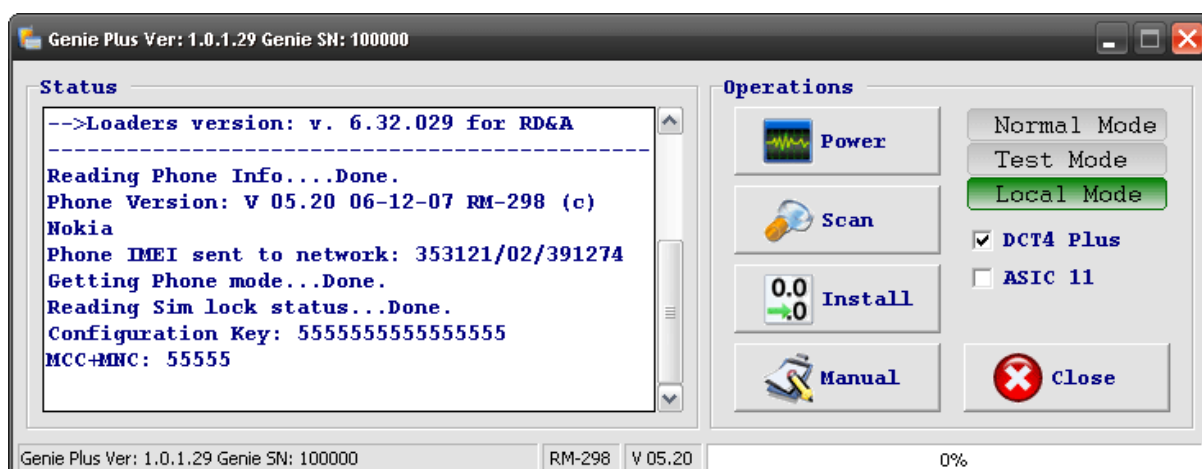 Genie Plus Ver: 1.0.1.29 Genie SN: 100000
Status
-->Loaders version: v. 6.32.029 for RD&A
------------------------------------------------
Reading Phone Info....Done.
Phone Version: V 05.20 06-12-07 RM-298 (c)
Nokia
Phone IMEI sent to network: 353121/02/391274
Getting Phone mode...Done.
Reading Sim lock status...Done.
Configuration Key: 5555555555555555
MCC+MNC: 55555
Operations
Power
Scan
0.0
.0
Install
Manual
Normal Mode
Test Mode
Local Mode
DCT4 Plus
ASIC 11
Close
Genie Plus Ver: 1.0.1.29 Genie SN: 100000
RM-298
V 05.20
0%